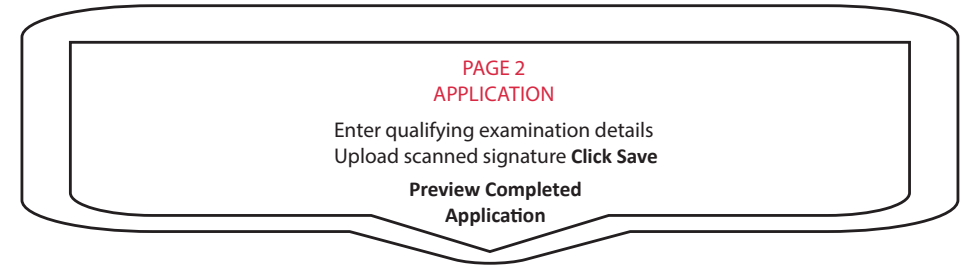 PAGE 2
APPLICATION
Enter qualifying examination details
Upload scanned signature Click Save
Preview Completed
Application